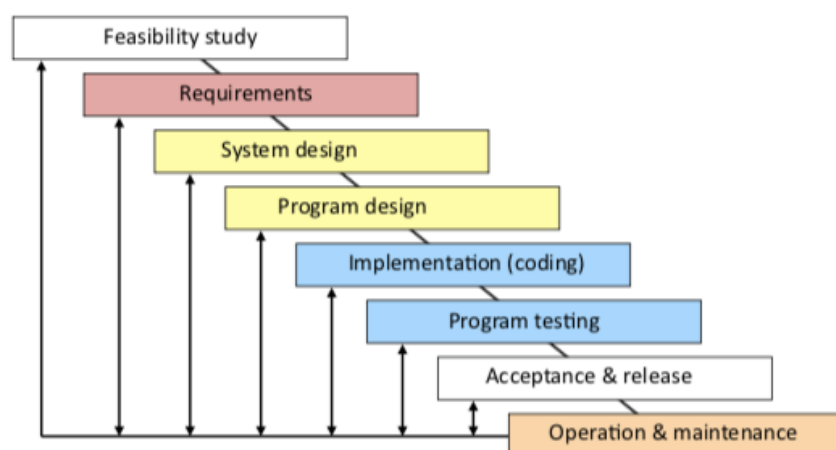 Feasibility study
Requirements
System design
Program design
Implementation (coding)
Program testing
Acceptance & release
Operation & maintenance